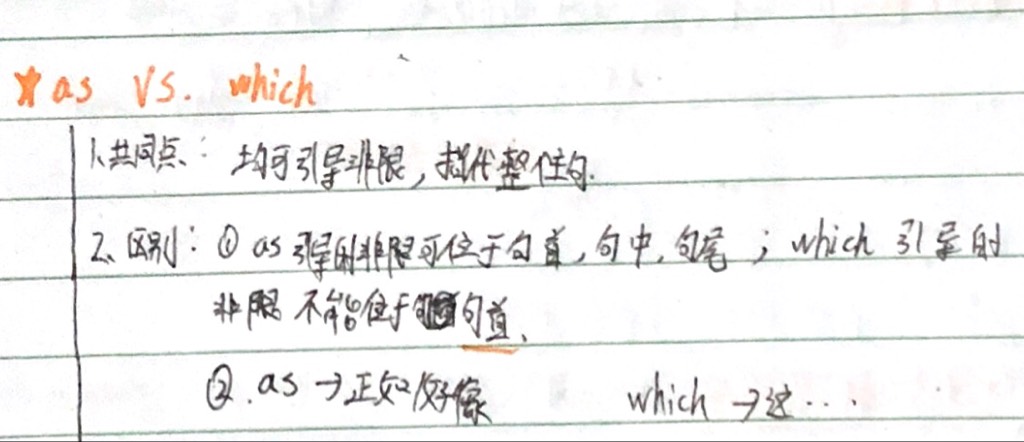 ★ as VS. which
1、共同点: 均可引导非限, 指代整个主句.
2、区别: ① as 引导的非限可位于句首, 句中, 句尾; which 引导的
非限 不能位于句首、
②. as → 正如/好像 which → 这...